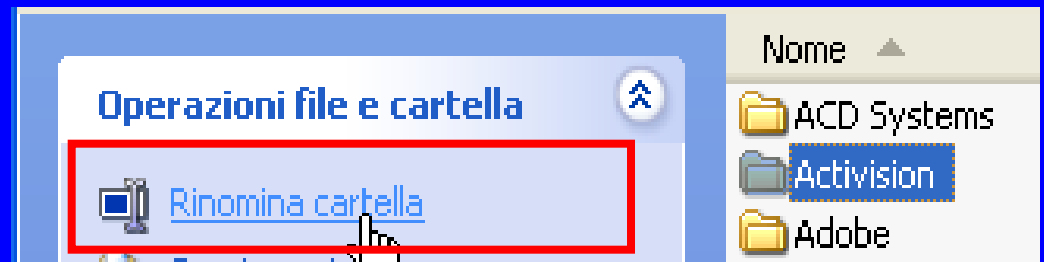 Operazioni file e cartella
Rinomina cartella
Nome
ACD Systems
Activision
Adobe